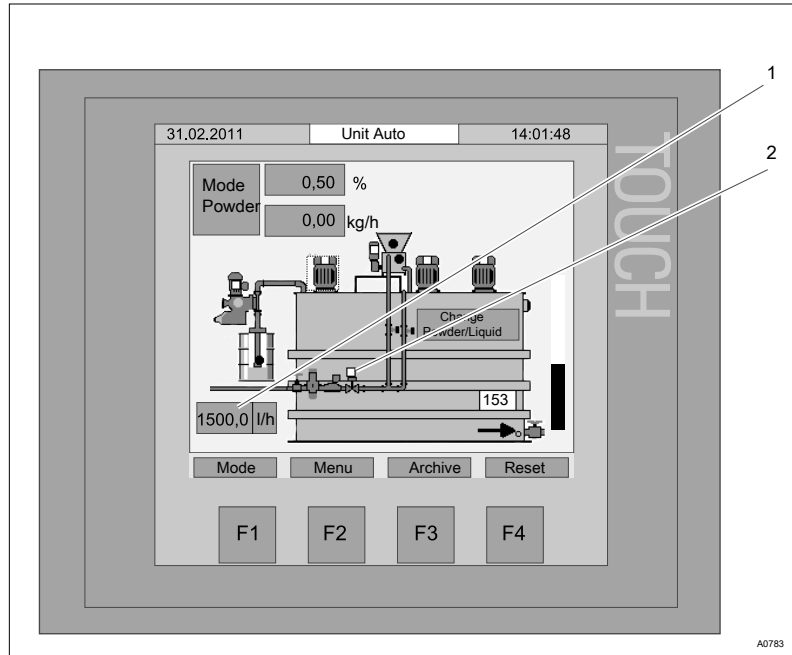 1
2
31.02.2011 Unit Auto 14:01:48
TOUCH
Mode
Powder
0,50 %
0,00 kg/h
Change
Powder/Liquid
153
1500,0 l/h
Mode Menu Archive Reset
F1 F2 F3 F4
A0783